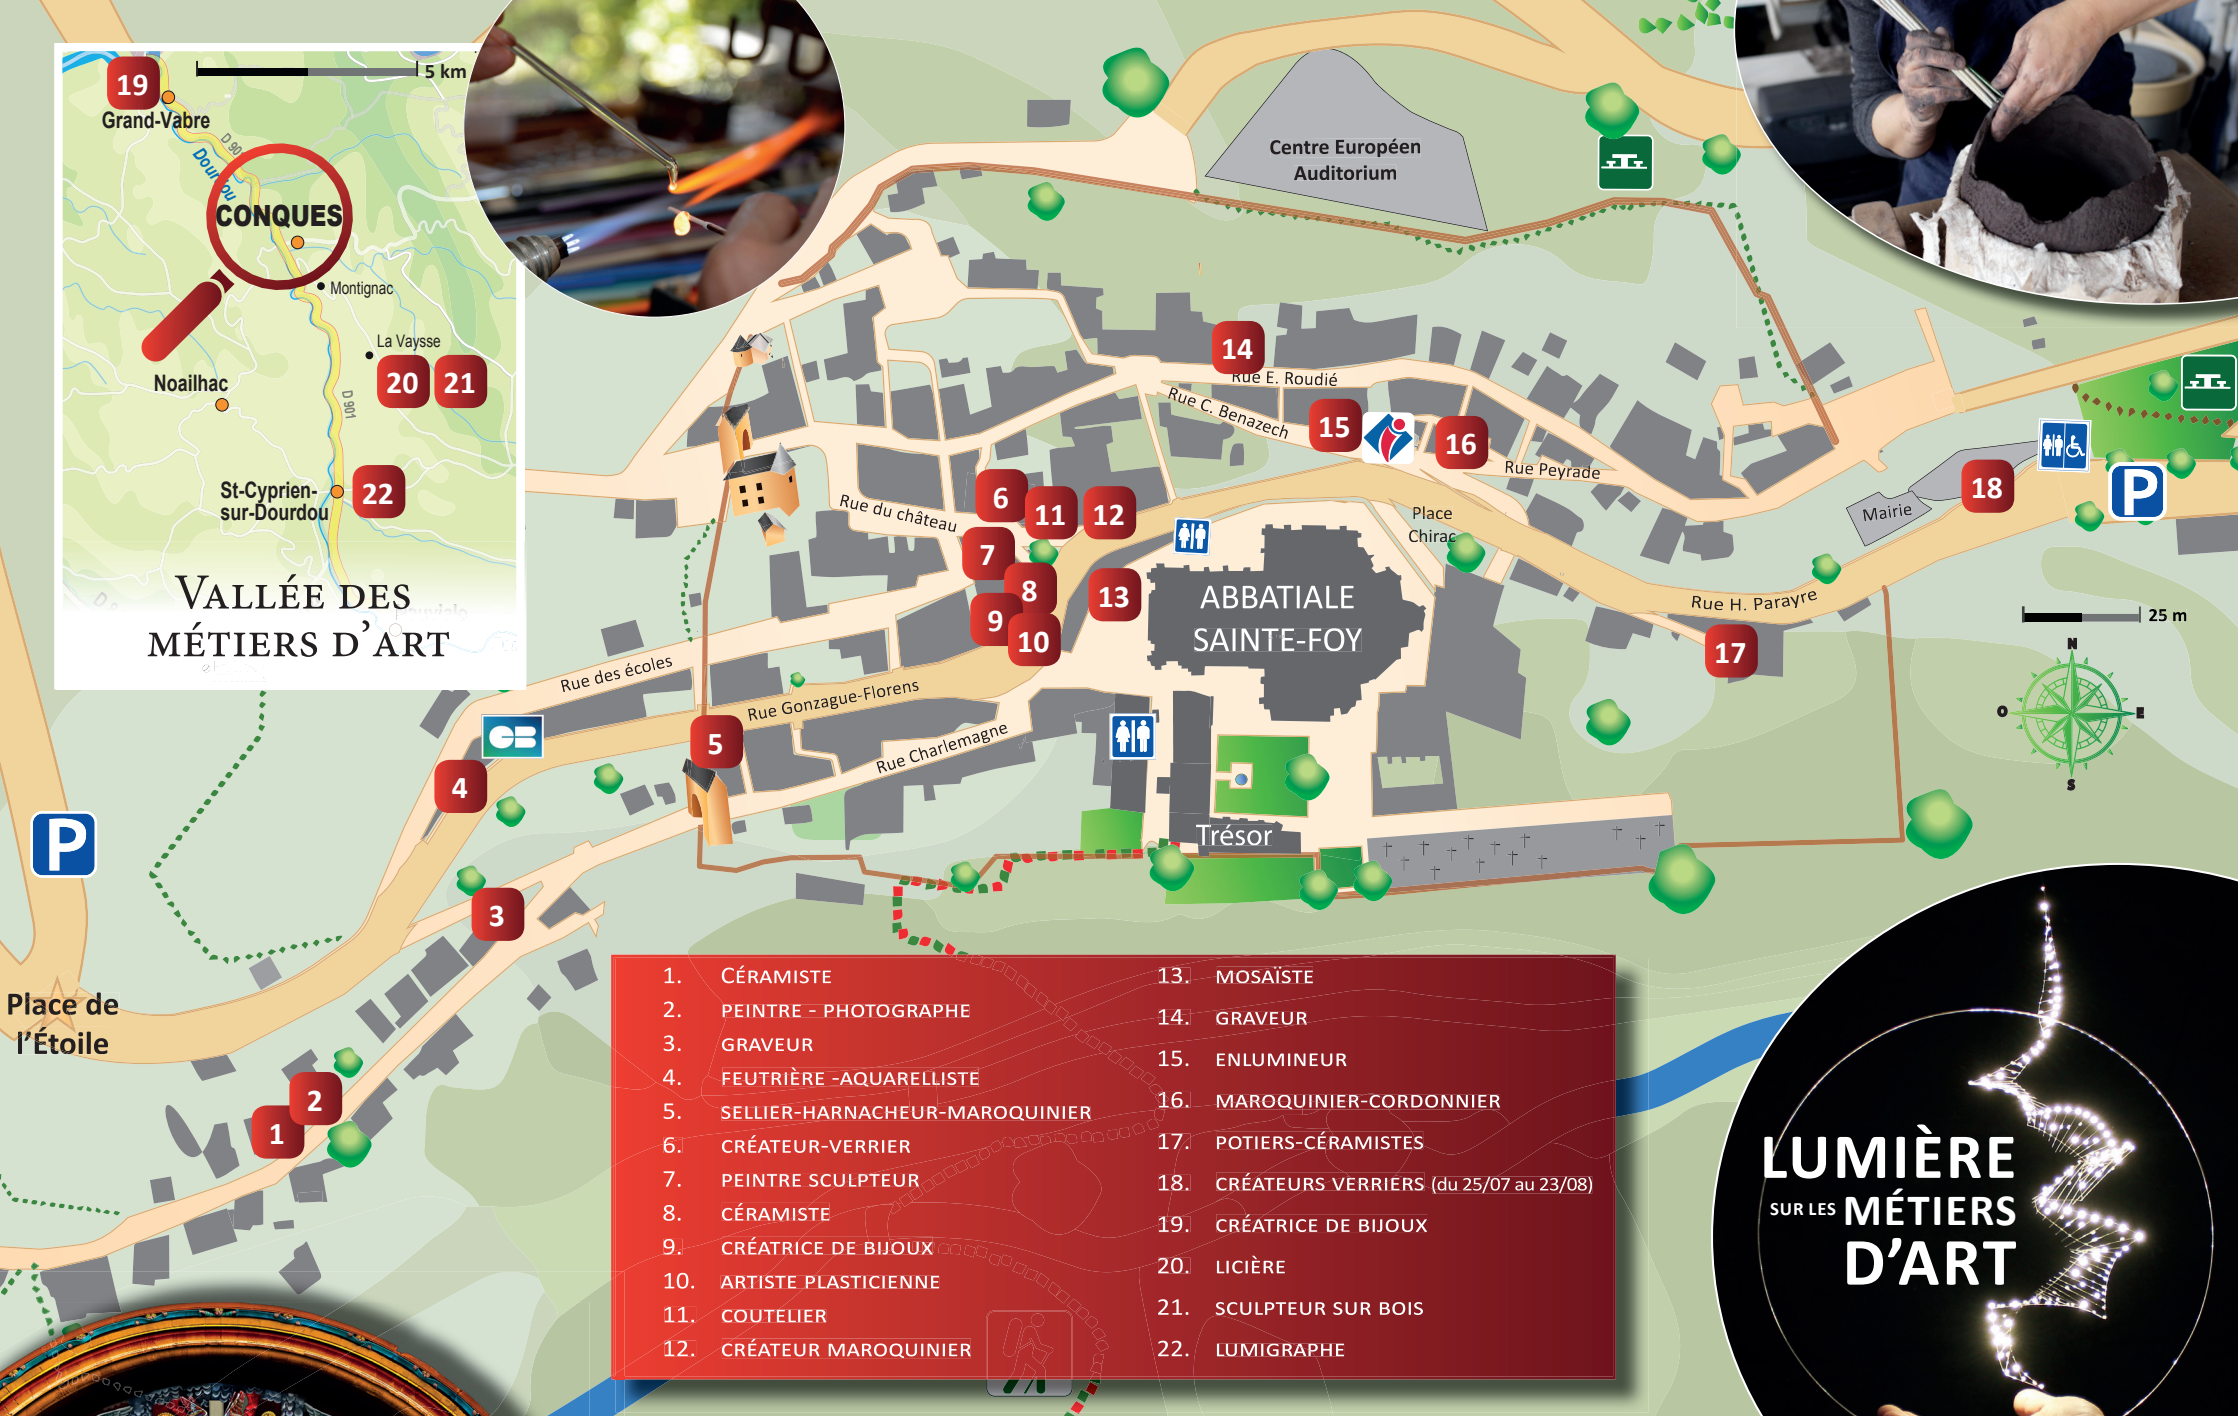 19
5 km
Grand-Vabre
D 901
Dourdou
CONQUES
Montignac
La Vaysse
20
21
Noailhac
D 901
St-Cyprien-
sur-Dourdou
22
VALLÉE DES
MÉTIERS D'ART
Centre Européen
Auditorium
14
Rue E. Roudié
Rue C. Benazech
15
16
Rue Peyrade
6
11
12
Rue du château
7
8
9
10
13
Place
Chirac
ABBATIALE
SAINTE-FOY
18
Mairie
P
Rue H. Parayre
17
25 m
N
O
E
S
Rue des écoles
Rue Gonzague-Florens
CB
5
Rue Charlemagne
4
P
Trésor
3
Place de
l'Étoile
2
1
1. CÉRAMISTE
2. PEINTRE - PHOTOGRAPHE
3. GRAVEUR
4. FEUTRIÈRE -AQUARELLISTE
5. SELLIER-HARNACHEUR-MAROQUINIER
6. CRÉATEUR-VERRIER
7. PEINTRE SCULPTEUR
8. CÉRAMISTE
9. CRÉATRICE DE BIJOUX
10. ARTISTE PLASTICIENNE
11. COUTELIER
12. CRÉATEUR MAROQUINIER
13. MOSAÏSTE
14. GRAVEUR
15. ENLUMINEUR
16. MAROQUINIER-CORDONNIER
17. POTIERS-CÉRAMISTES
18. CRÉATEURS VERRIERS (du 25/07 au 23/08)
19. CRÉATRICE DE BIJOUX
20. LICIÈRE
21. SCULPTEUR SUR BOIS
22. LUMIGRAPHE
LUMIÈRE
SUR LES MÉTIERS
D'ART